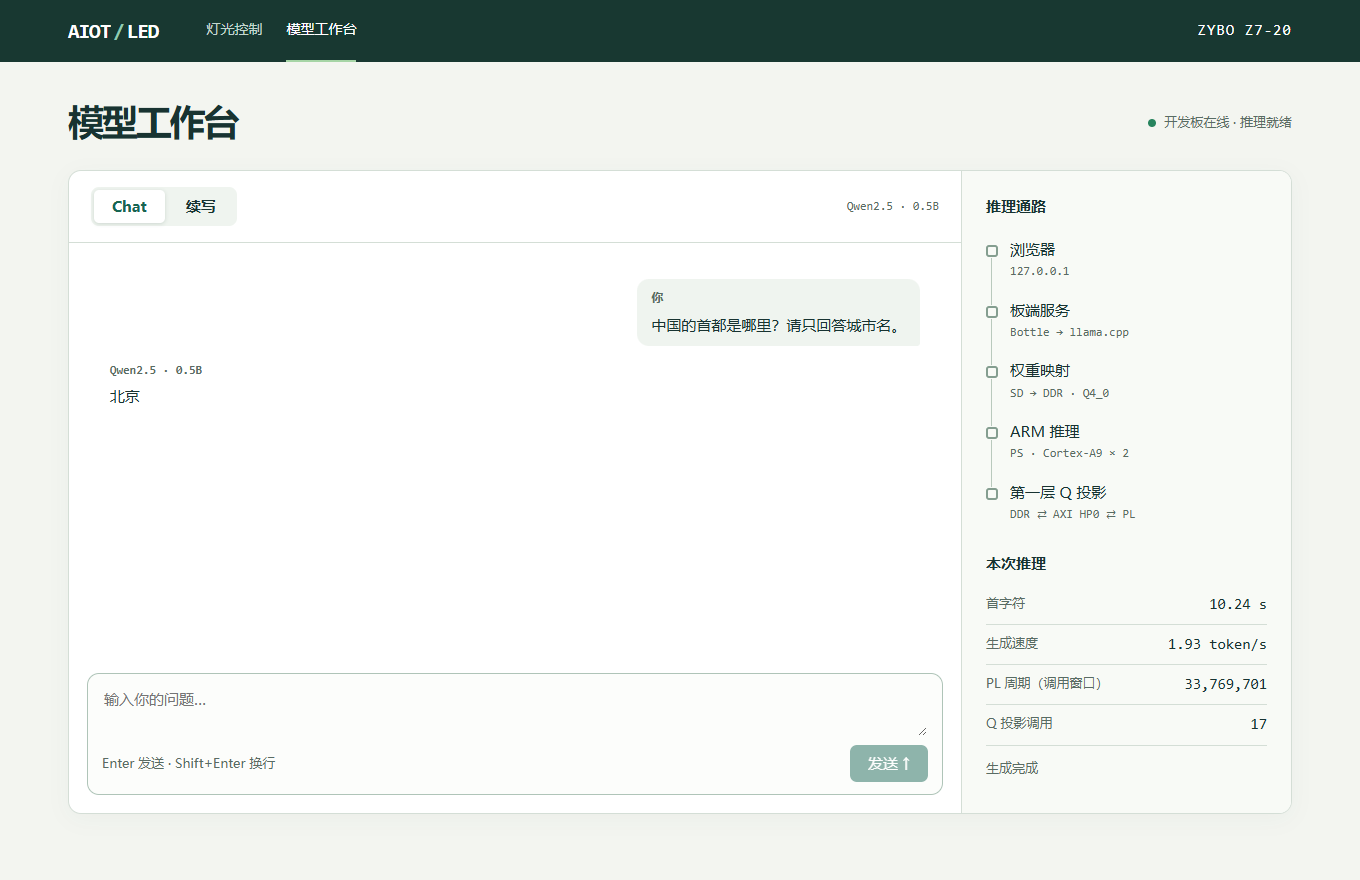 AIOT / LED 灯光控制 模型工作台 ZYBO Z7-20
模型工作台
开发板在线 · 推理就绪
Chat 续写 Qwen2.5 · 0.5B
你
中国的首都是哪里？请只回答城市名。
Qwen2.5 · 0.5B
北京
输入你的问题...
Enter 发送 · Shift+Enter 换行
发送 ↑
推理通路
浏览器
127.0.0.1
板端服务
Bottle → llama.cpp
权重映射
SD → DDR · Q4_0
ARM 推理
PS · Cortex-A9 × 2
第一层 Q 投影
DDR ⇄ AXI HP0 ⇄ PL
本次推理
首字符 10.24 s
生成速度 1.93 token/s
PL 周期（调用窗口） 33,769,701
Q 投影调用 17
生成完成